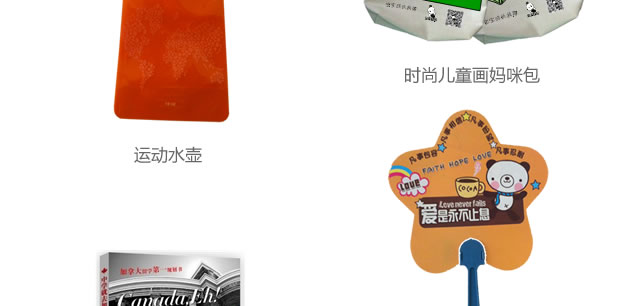 时尚儿童画妈咪包
运动水壶
凡事包容
凡事相信
凡事盼望
凡事忍耐
FAITH HOPE LOVE
LOVE
COCOA
Love never fails
爱是永不止息
加拿大留学第一规划书
Canada, Eh!